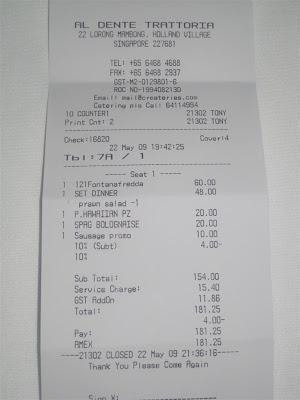 AL DENTE TRATTORIA
22 LORONG MAMBONG, HOLLAND VILLAGE
SINGAPORE 227681
TEL: +65 6468 4688
FAX: +65 6468 2937
GST-M2-0129801-6
ROC NO-199408213D
Email: mail@createries.com
Catering pls Call 64114994
10 COUNTER1 21302 TONY
Print Cnt: 2 21302 TONY
Check:16820 Cover:4
22 May 09 19:42:25
Tbl:7A / 1
----- Seat 1 -----
1 121Fontanafredda 60.00
1 SET DINNER 48.00
prawn salad -1
1 P.HAWAIIAN PZ 20.00
1 SPAG BOLOGNAISE 20.00
1 Sausage promo 10.00
10% (Subt) 4.00-
10%
Sub Total: 154.00
Service Charge: 15.40
GST AddOn 11.86
Total: 181.25
4.00-
Pay: 181.25
AMEX 181.25
----21302 CLOSED 22 May 09 21:36:16----
Thank You Please Come Again